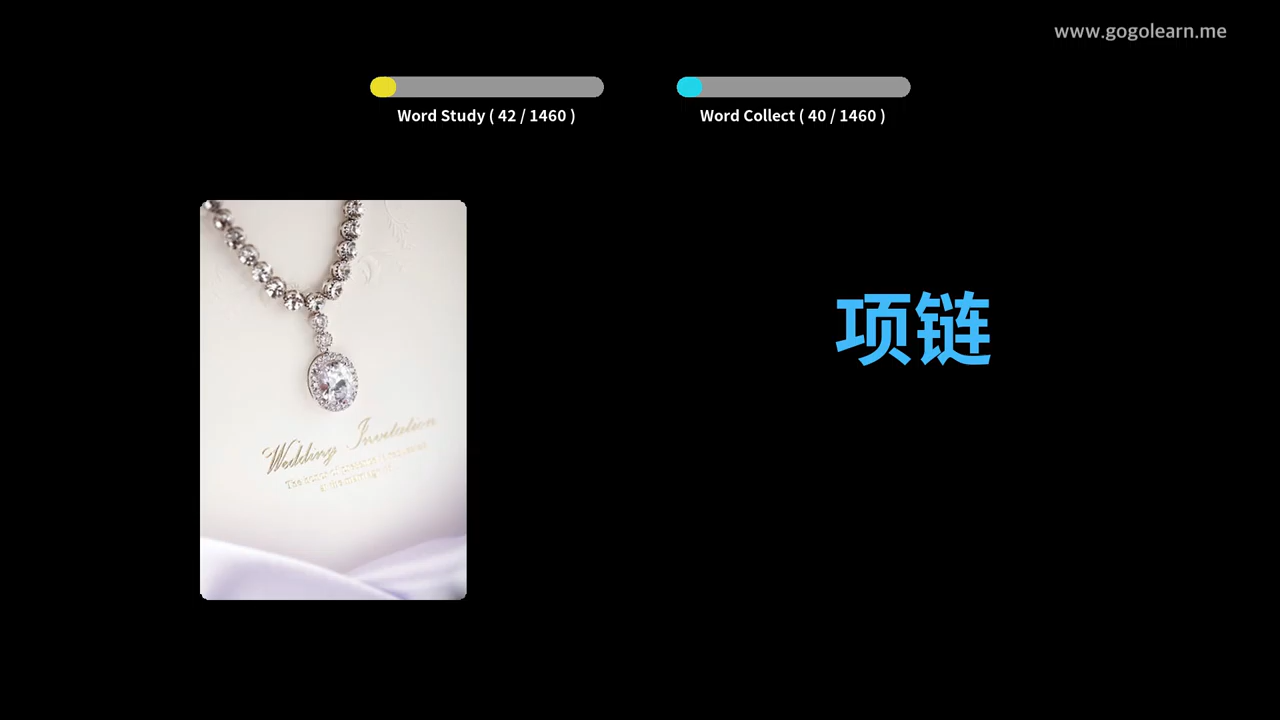 www.gogolearn.me
Word Study ( 42 / 1460 )
Word Collect ( 40 / 1460 )
项链
Wedding Invitation